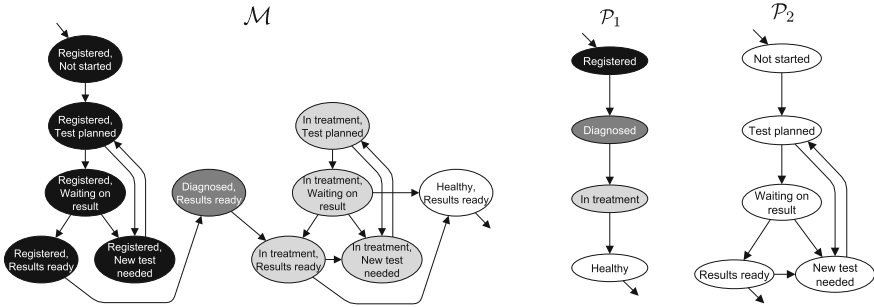 M
Registered,
Not started
Registered,
Test planned
Registered,
Waiting on
result
Registered,
Results ready
Registered,
New test
needed
Diagnosed,
Results ready
In treatment,
Test planned
In treatment,
Waiting on
result
In treatment,
Results ready
In treatment,
New test
needed
Healthy,
Results ready
P1
Registered
Diagnosed
In treatment
Healthy
P2
Not started
Test planned
Waiting on
result
Results ready
New test
needed